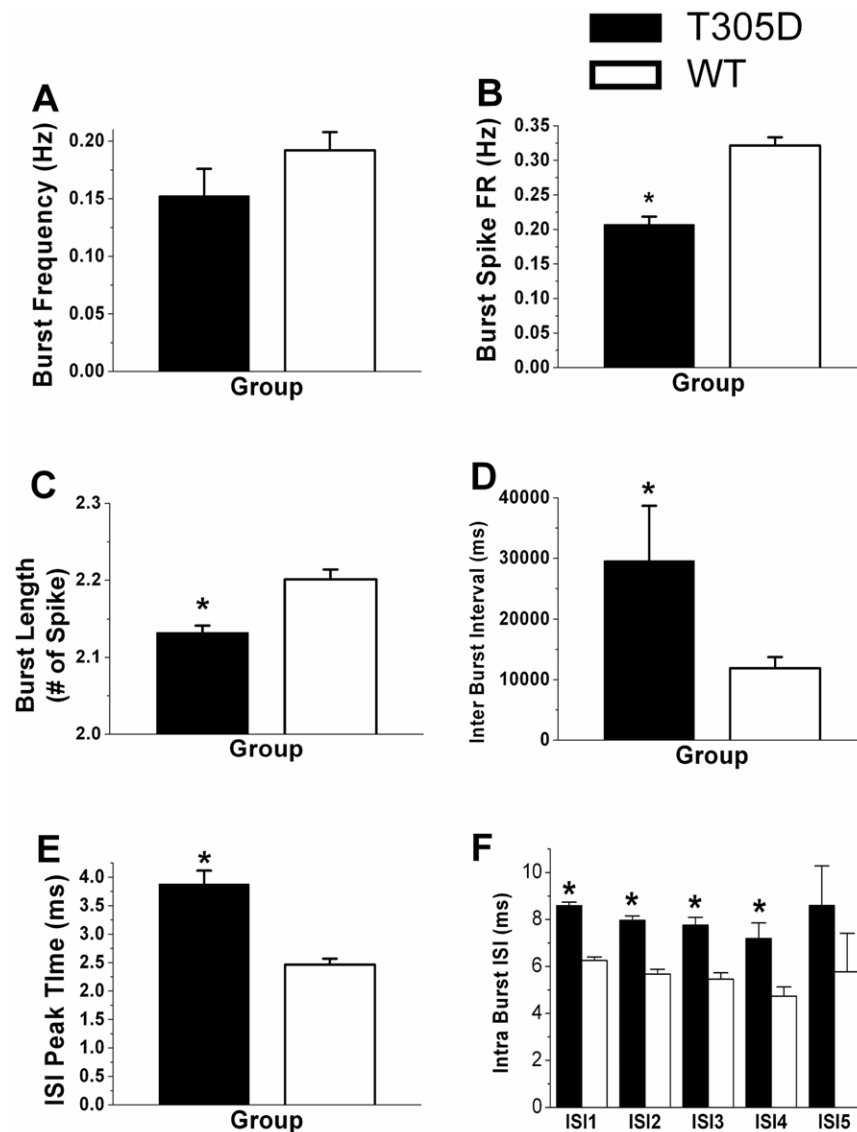 T305D
WT
A
Burst Frequency (Hz)
0.20
0.15
0.10
0.05
0.00
Group
B
Burst Spike FR (Hz)
0.35
0.30
0.25
0.20
0.15
0.10
0.05
0.00
*
Group
C
Burst Length
(# of Spike)
2.3
2.2
2.1
2.0
*
Group
D
Inter Burst Interval (ms)
40000
30000
20000
10000
0
*
Group
E
ISI Peak TIme (ms)
4.0
3.5
3.0
2.5
2.0
1.5
1.0
0.5
0.0
*
Group
F
Intra Burst ISI (ms)
10
8
6
4
2
0
* * * *
ISI1 ISI2 ISI3 ISI4 ISI5